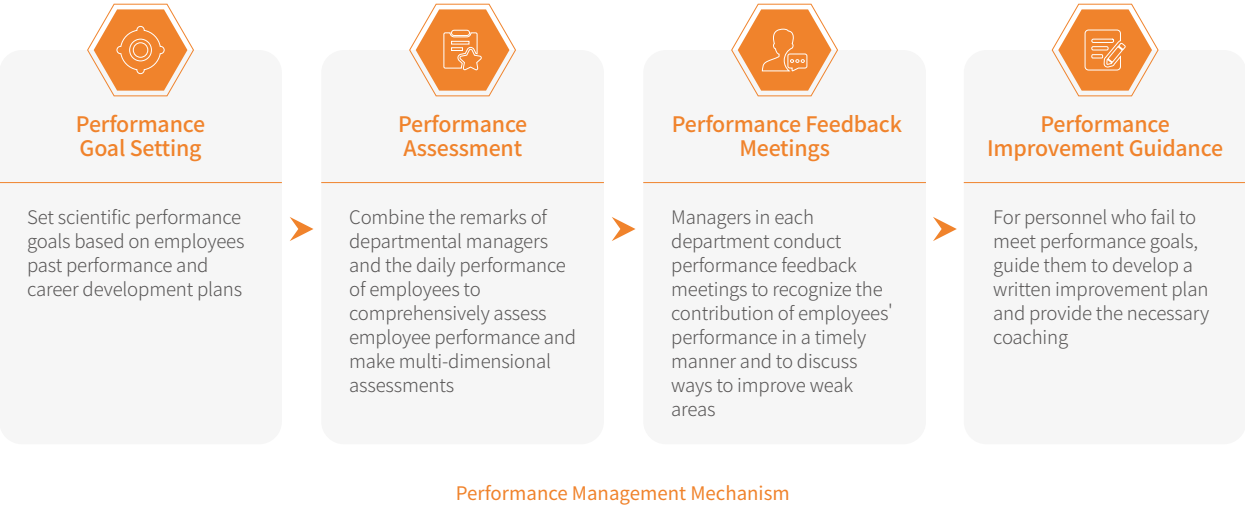 Performance
Goal Setting
Set scientific performance
goals based on employees
past performance and
career development plans
Performance
Assessment
Combine the remarks of
departmental managers
and the daily performance
of employees to
comprehensively assess
employee performance and
make multi-dimensional
assessments
Performance Feedback
Meetings
Managers in each
department conduct
performance feedback
meetings to recognize the
contribution of employees'
performance in a timely
manner and to discuss
ways to improve weak
areas
Performance
Improvement Guidance
For personnel who fail to
meet performance goals,
guide them to develop a
written improvement plan
and provide the necessary
coaching
Performance Management Mechanism